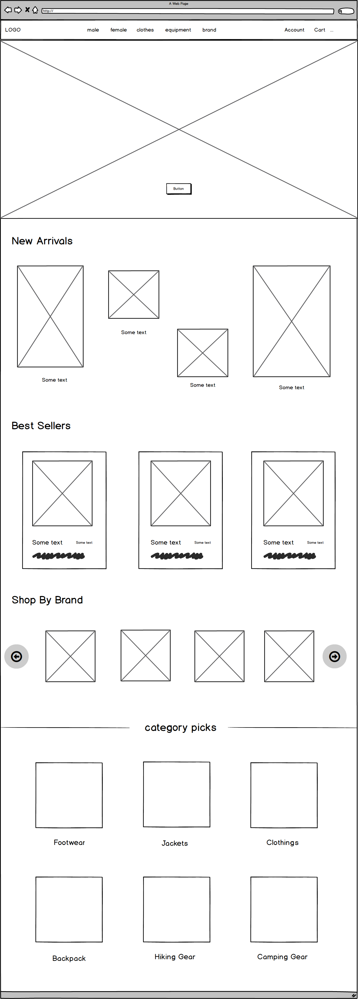 A Web Page
http://
LOGO male female clothes equipment brand Account Cart ...
Button
New Arrivals
Some text
Some text
Some text
Some text
Best Sellers
Some text Some text
Some text Some text
Some text Some text
Shop By Brand
category picks
Footwear
Jackets
Clothings
Backpack
Hiking Gear
Camping Gear